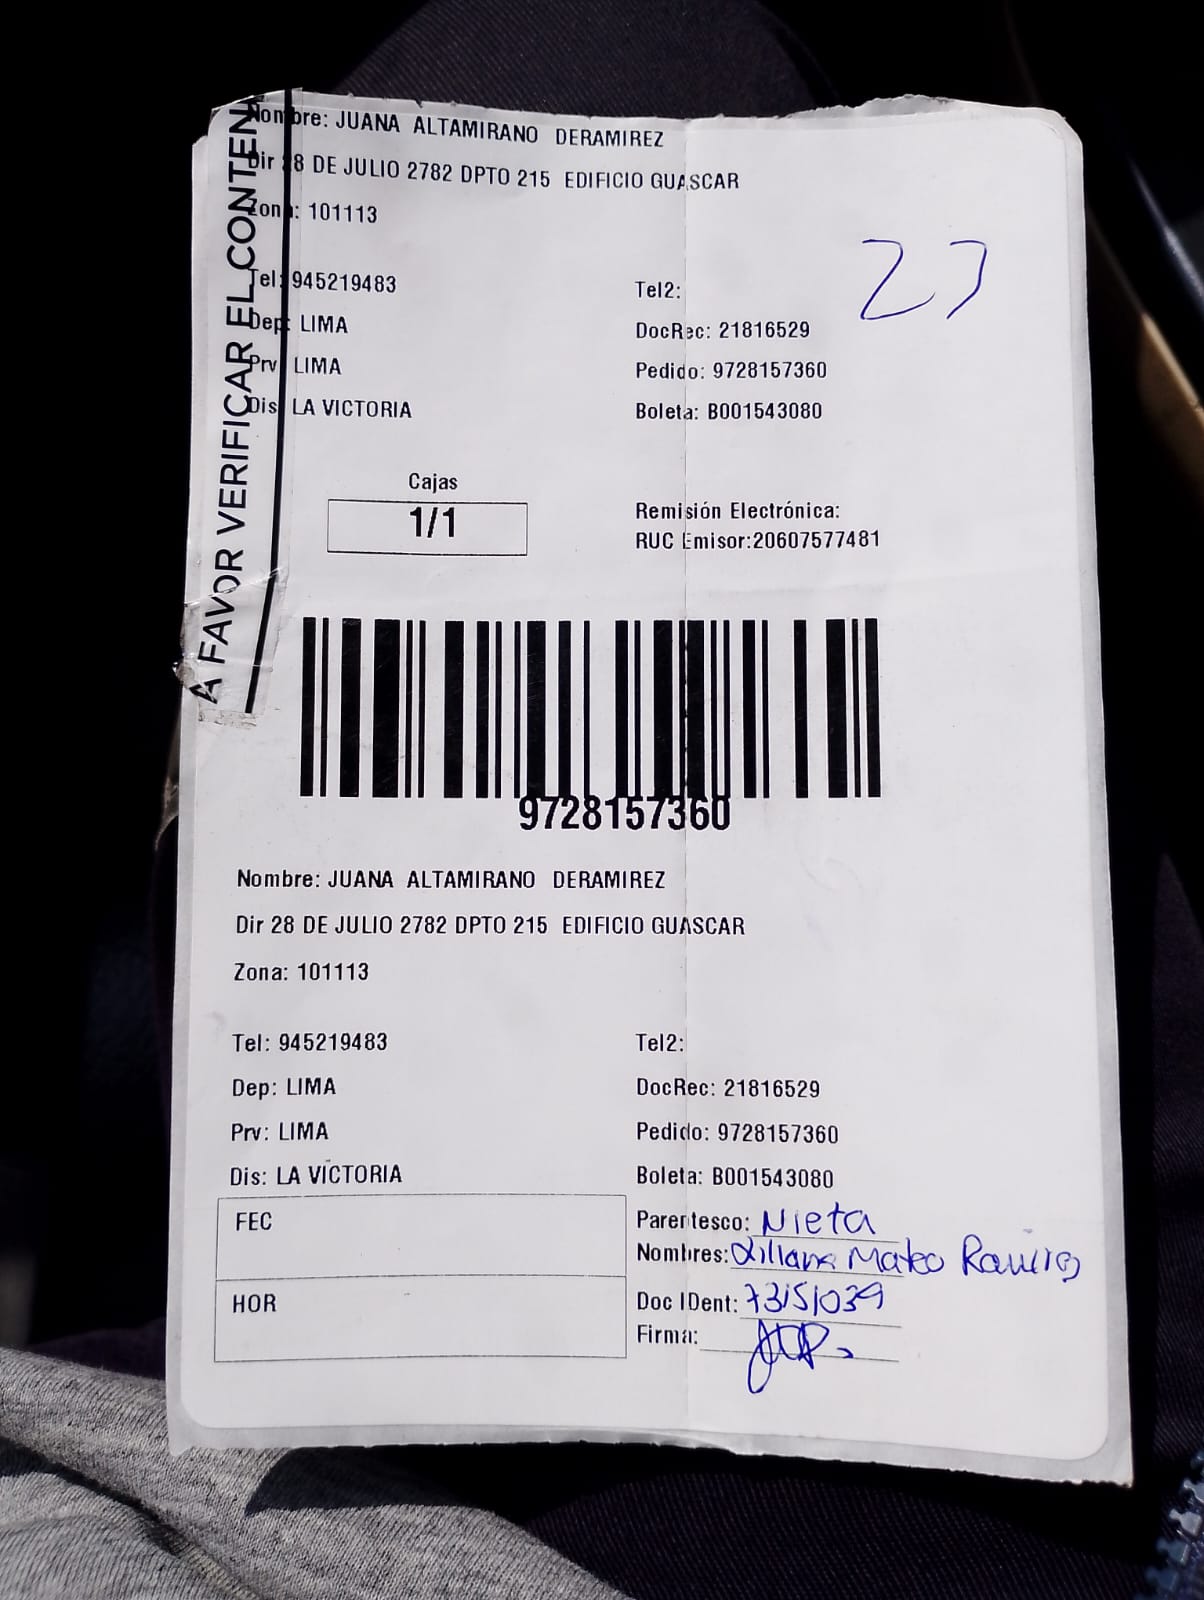 A FAVOR VERIFICAR EL CONTEN
Nombre: JUANA ALTAMIRANO DERAMIREZ
Dir 28 DE JULIO 2782 DPTO 215 EDIFICIO GUASCAR
Zona: 101113
27
Tel: 945219483 Tel2:
Dep: LIMA DocRec: 21816529
Prv: LIMA Pedido: 9728157360
Dis: LA VICTORIA Boleta: B001543080
Cajas
1/1
Remisión Electrónica:
RUC Emisor:20607577481
9728157360
Nombre: JUANA ALTAMIRANO DERAMIREZ
Dir 28 DE JULIO 2782 DPTO 215 EDIFICIO GUASCAR
Zona: 101113
Tel: 945219483 Tel2:
Dep: LIMA DocRec: 21816529
Prv: LIMA Pedido: 9728157360
Dis: LA VICTORIA Boleta: B001543080
FEC
HOR
Parentesco: Nieta
Nombres: Liliana Mateo Ramirez
Doc IDent: 73151039
Firma: